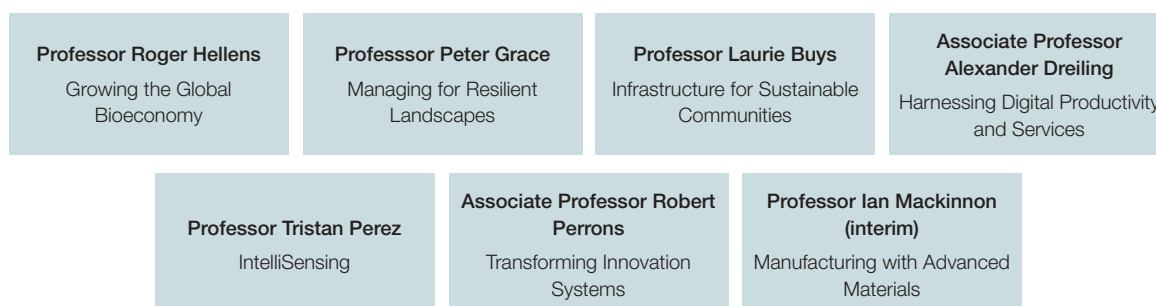 Professor Roger Hellens
Growing the Global
Bioeconomy
Professsor Peter Grace
Managing for Resilient
Landscapes
Professor Laurie Buys
Infrastructure for Sustainable
Communities
Associate Professor
Alexander Dreiling
Harnessing Digital Productivity
and Services
Professor Tristan Perez
IntelliSensing
Associate Professor Robert
Perrons
Transforming Innovation
Systems
Professor Ian Mackinnon
(interim)
Manufacturing with Advanced
Materials